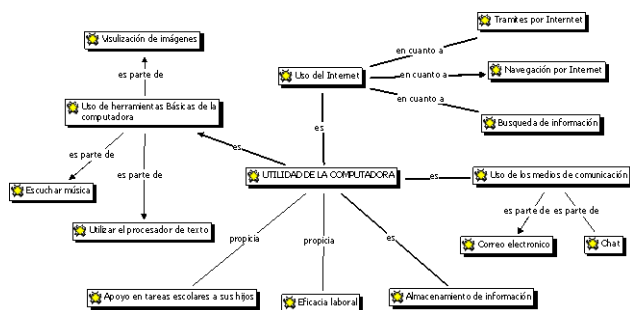 Tramites por Interntet
Visulización de imágenes
en cuanto a
Uso del Internet
en cuanto a
Navegación por Internet
es parte de
en cuanto a
Uso de herramientas Básicas de la
computadora
Busqueda de información
es
es
es parte de
es parte de
UTILIDAD DE LA COMPUTADORA
es
Uso de los medios de comunicación
Escuchar música
es parte de
es parte de
Utilizar el procesador de texto
propicia
propicia
es
Correo electronico
Chat
Apoyo en tareas escolares a sus hijos
Eficacia laboral
Almacenamiento de información